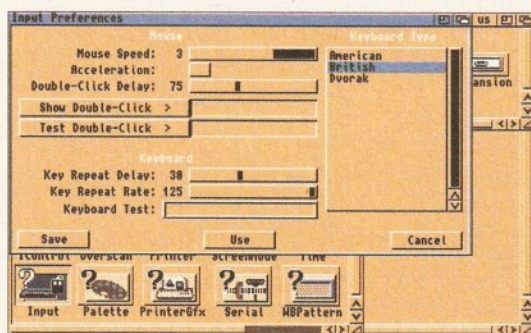 Input Preferences
us
Mouse
Keyboard Type
Mouse Speed: 3
American
Acceleration:
British
Double-Click Delay: 75
Dvorak
ansion
Show Double-Click >
Test Double-Click >
Keyboard
Key Repeat Delay: 30
Key Repeat Rate: 125
Keyboard Test:
Save
Use
Cancel
IControl Overscan Printer ScreenMode Time
Input Palette PrinterGfx Serial WBPattern